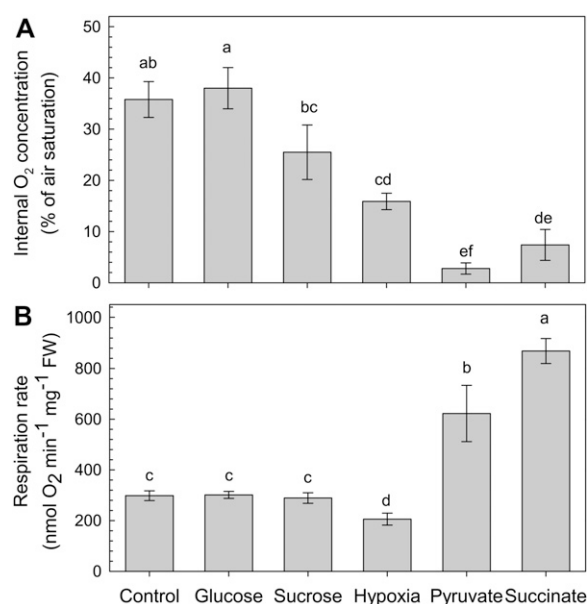 A
Internal O₂ concentration
(% of air saturation)
50
40
30
20
10
0
ab
a
bc
cd
ef
de
B
Respiration rate
(nmol O₂ min⁻¹ mg⁻¹ FW)
1000
800
600
400
200
0
c
c
c
d
b
a
Control Glucose Sucrose Hypoxia Pyruvate Succinate